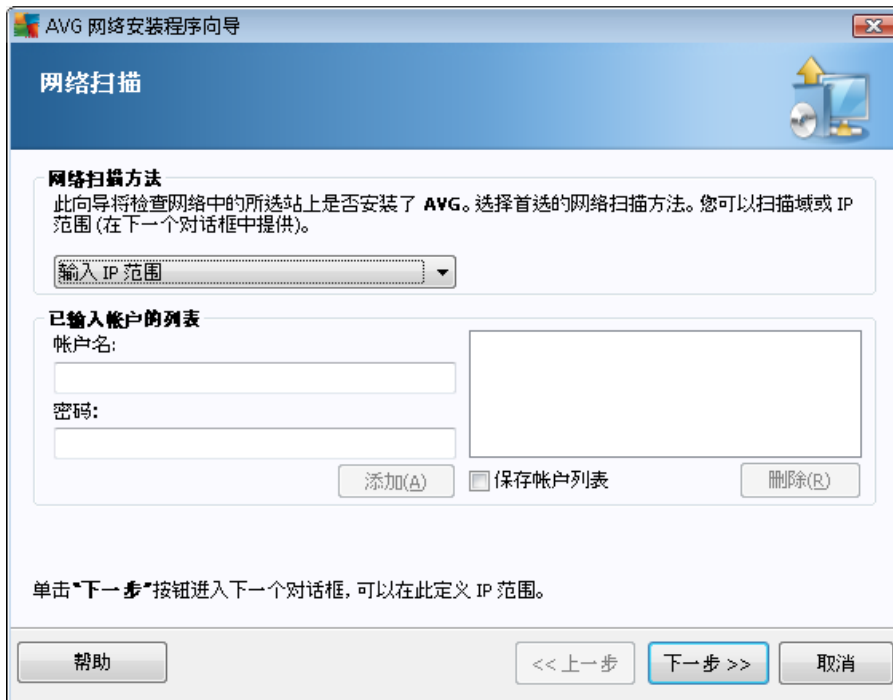 AVG 网络安装程序向导
网络扫描
网络扫描方法
此向导将检查网络中的所选站上是否安装了 AVG。选择首选的网络扫描方法。您可以扫描域或 IP
范围 (在下一个对话框中提供)。
输入 IP 范围
已输入帐户的列表
帐户名:
密码:
添加(A)
保存帐户列表
删除(R)
单击“下一步”按钮进入下一个对话框, 可以在此定义 IP 范围。
帮助
<< 上一步
下一步 >>
取消